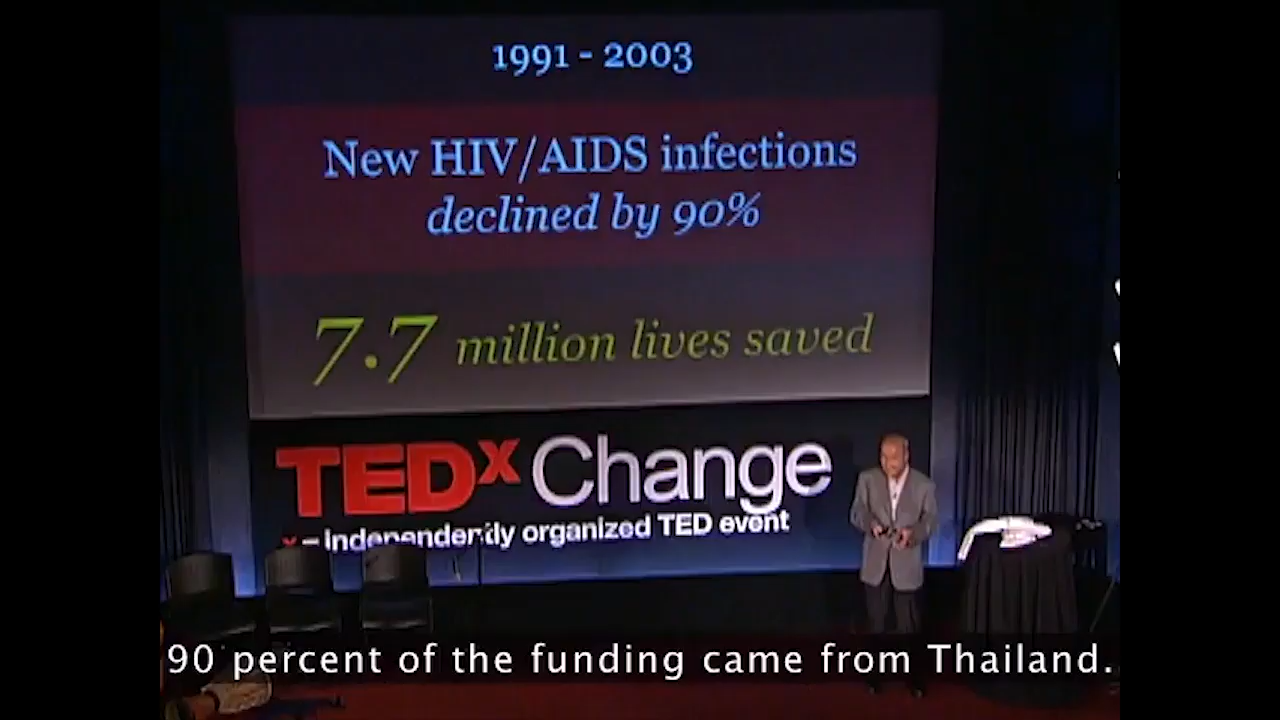 1991 - 2003
New HIV/AIDS infections
declined by 90%
7.7 million lives saved
TEDx Change
x = independently organized TED event
90 percent of the funding came from Thailand.